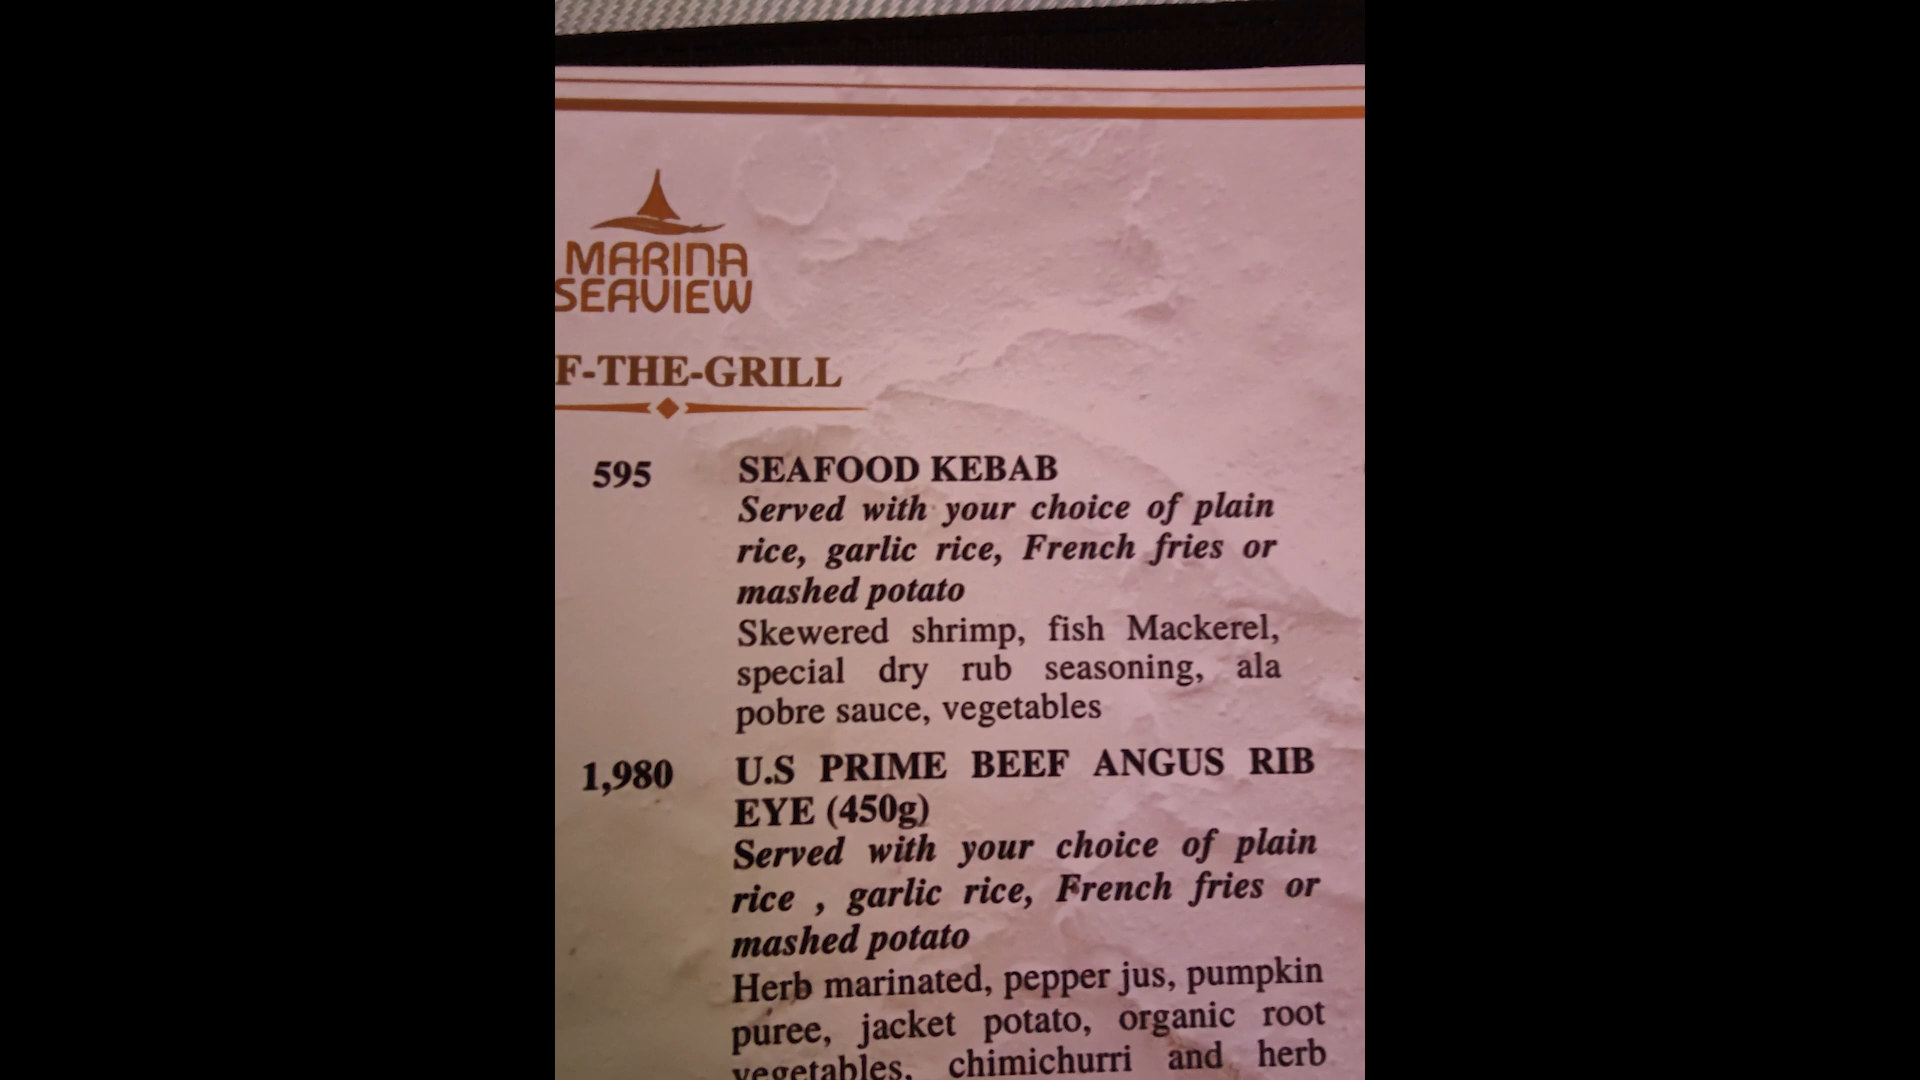 MARINA
SEAVIEW
F-THE-GRILL
595 SEAFOOD KEBAB
Served with your choice of plain
rice, garlic rice, French fries or
mashed potato
Skewered shrimp, fish Mackerel,
special dry rub seasoning, ala
pobre sauce, vegetables
1,980 U.S PRIME BEEF ANGUS RIB
EYE (450g)
Served with your choice of plain
rice , garlic rice, French fries or
mashed potato
Herb marinated, pepper jus, pumpkin
puree, jacket potato, organic root
vegetables, chimichurri and herb